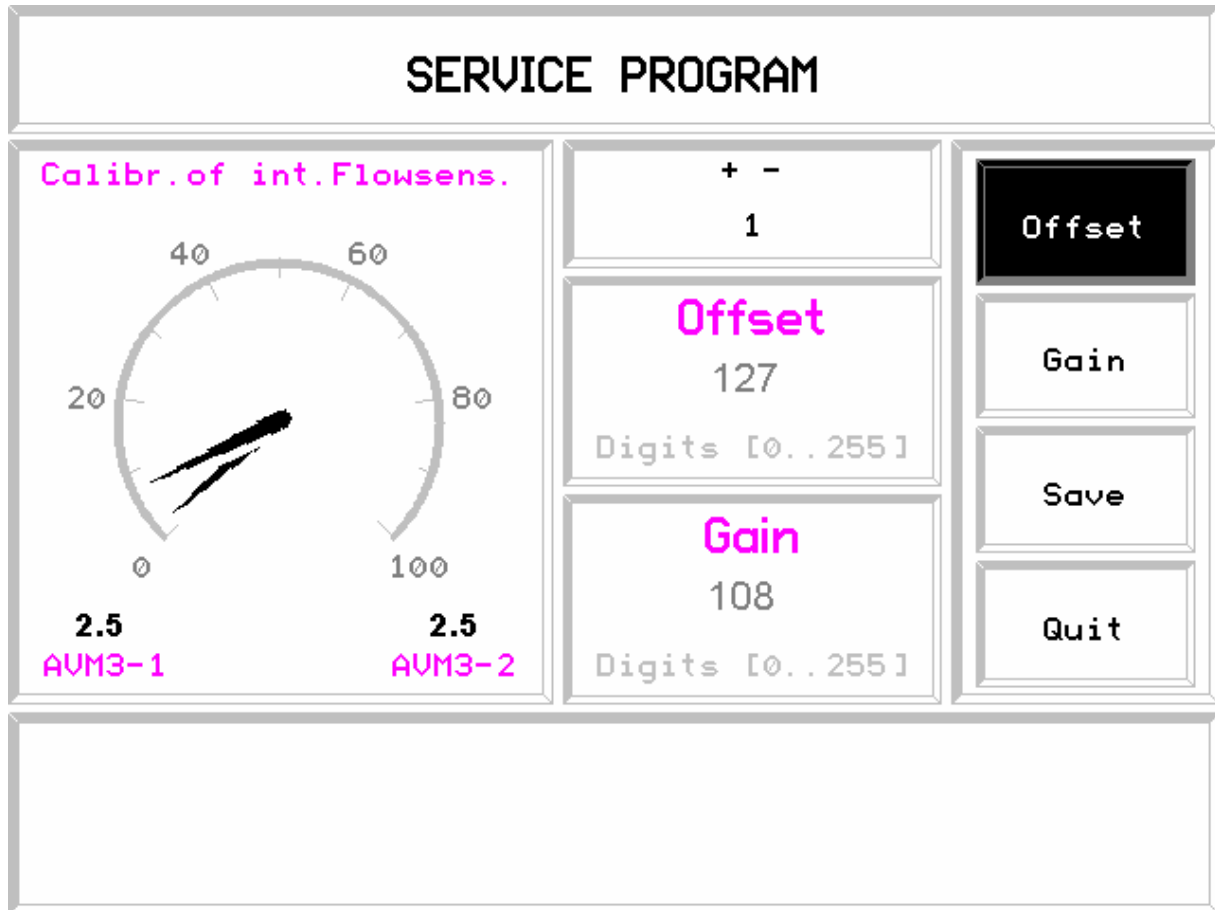 SERVICE PROGRAM
Calibr.of int.Flowsens.
40 60
20 80
0 100
2.5 2.5
AVM3-1 AVM3-2
+ -
1
Offset
127
Digits [0..255]
Gain
108
Digits [0..255]
Offset
Gain
Save
Quit